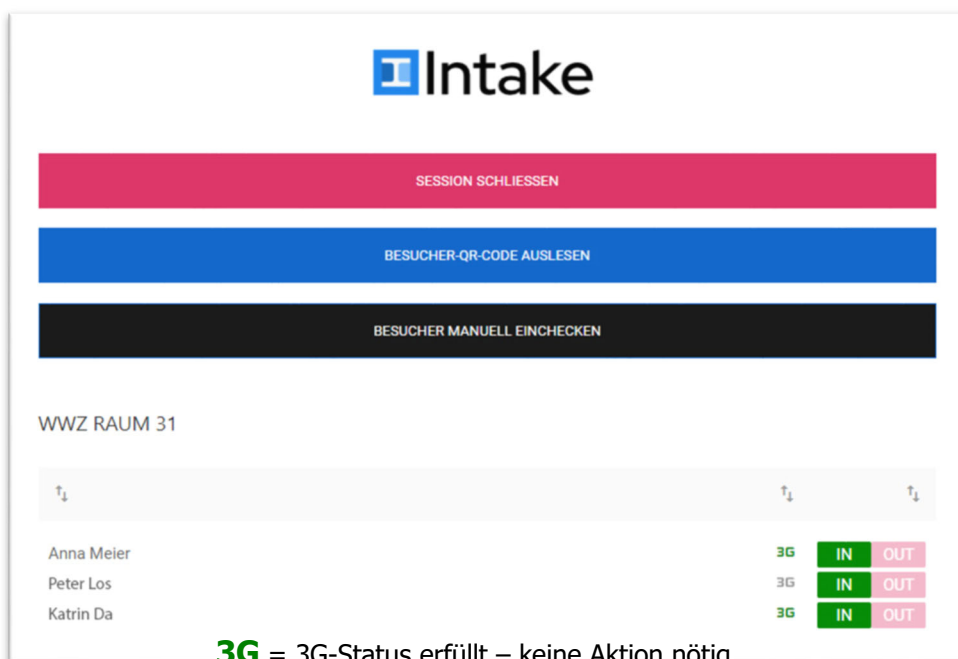 Intake
SESSION SCHLIESSEN
BESUCHER-QR-CODE AUSLESEN
BESUCHER MANUELL EINCHECKEN
WWZ RAUM 31
Anna Meier 3G IN OUT
Peter Los 3G IN OUT
Katrin Da 3G IN OUT
3G = 3G-Status erfüllt – keine Aktion nötig